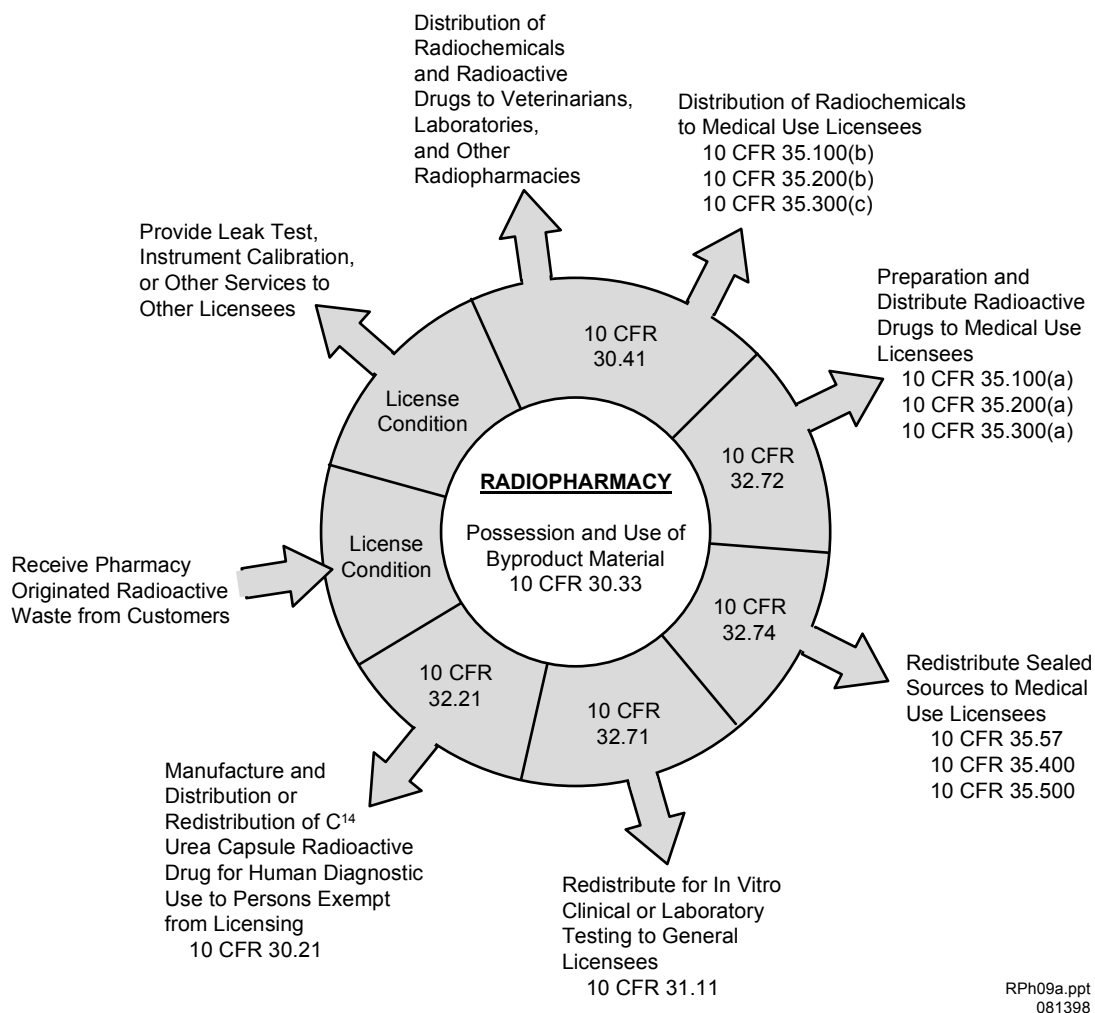 Distribution of
Radiochemicals
and Radioactive
Drugs to Veterinarians,
Laboratories,
and Other
Radiopharmacies
Distribution of Radiochemicals
to Medical Use Licensees
10 CFR 35.100(b)
10 CFR 35.200(b)
10 CFR 35.300(c)
Provide Leak Test,
Instrument Calibration,
or Other Services to
Other Licensees
Preparation and
Distribute Radioactive
Drugs to Medical Use
Licensees
10 CFR 35.100(a)
10 CFR 35.200(a)
10 CFR 35.300(a)
10 CFR
30.41
License
Condition
10 CFR
32.72
RADIOPHARMACY
Possession and Use of
Byproduct Material
10 CFR 30.33
License
Condition
Receive Pharmacy
Originated Radioactive
Waste from Customers
10 CFR
32.74
10 CFR
32.21
10 CFR
32.71
Redistribute Sealed
Sources to Medical
Use Licensees
10 CFR 35.57
10 CFR 35.400
10 CFR 35.500
Manufacture and
Distribution or
Redistribution of C¹⁴
Urea Capsule Radioactive
Drug for Human Diagnostic
Use to Persons Exempt
from Licensing
10 CFR 30.21
Redistribute for In Vitro
Clinical or Laboratory
Testing to General
Licensees
10 CFR 31.11
RPh09a.ppt
081398